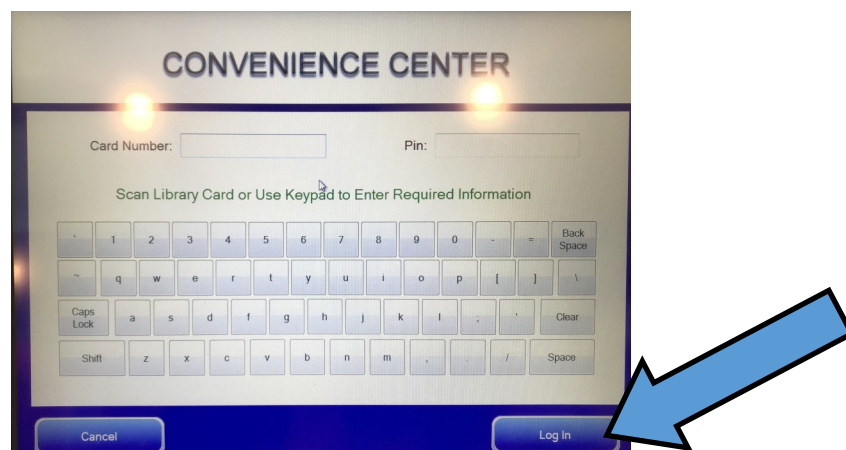 CONVENIENCE CENTER
Card Number: Pin:
Scan Library Card or Use Keypad to Enter Required Information
` 1 2 3 4 5 6 7 8 9 0 - = Back Space
~ q w e r t y u i o p [ ] \
Caps Lock a s d f g h j k l ; ' Clear
Shift z x c v b n m , . / Space
Cancel Log In